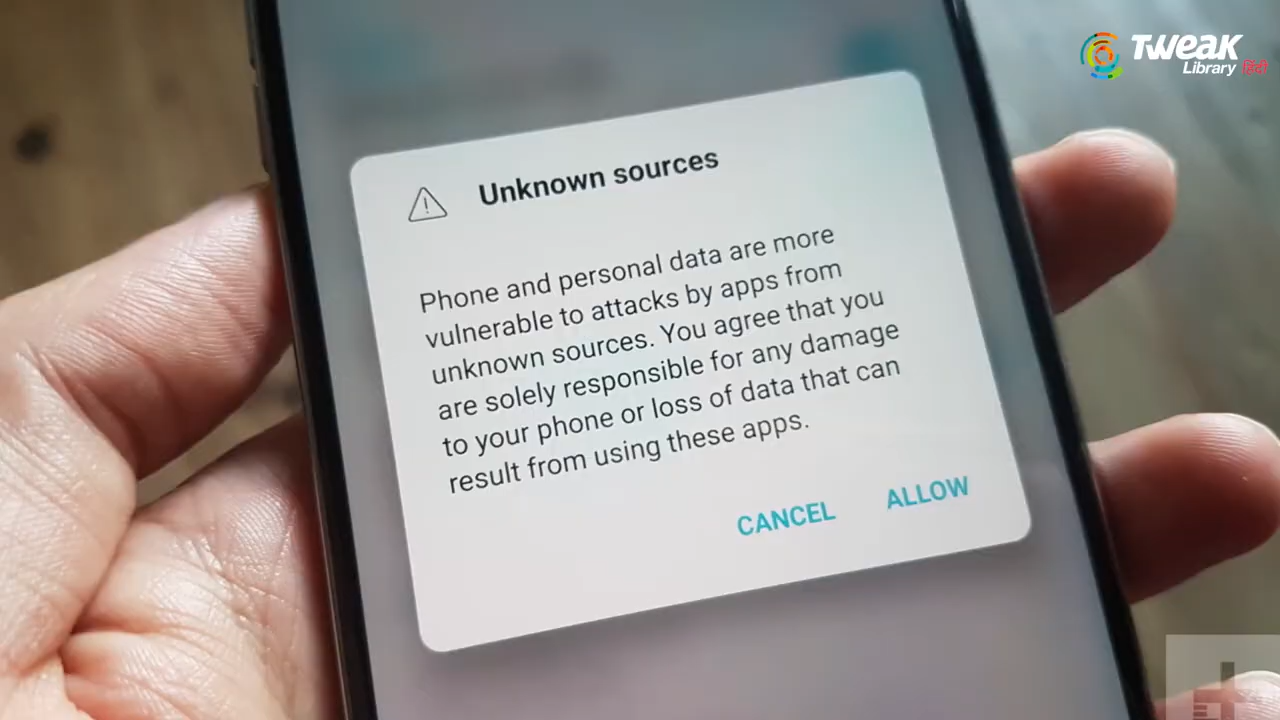 TWEAK
Library हिंदी
Unknown sources
Phone and personal data are more
vulnerable to attacks by apps from
unknown sources. You agree that you
are solely responsible for any damage
to your phone or loss of data that can
result from using these apps.
CANCEL ALLOW